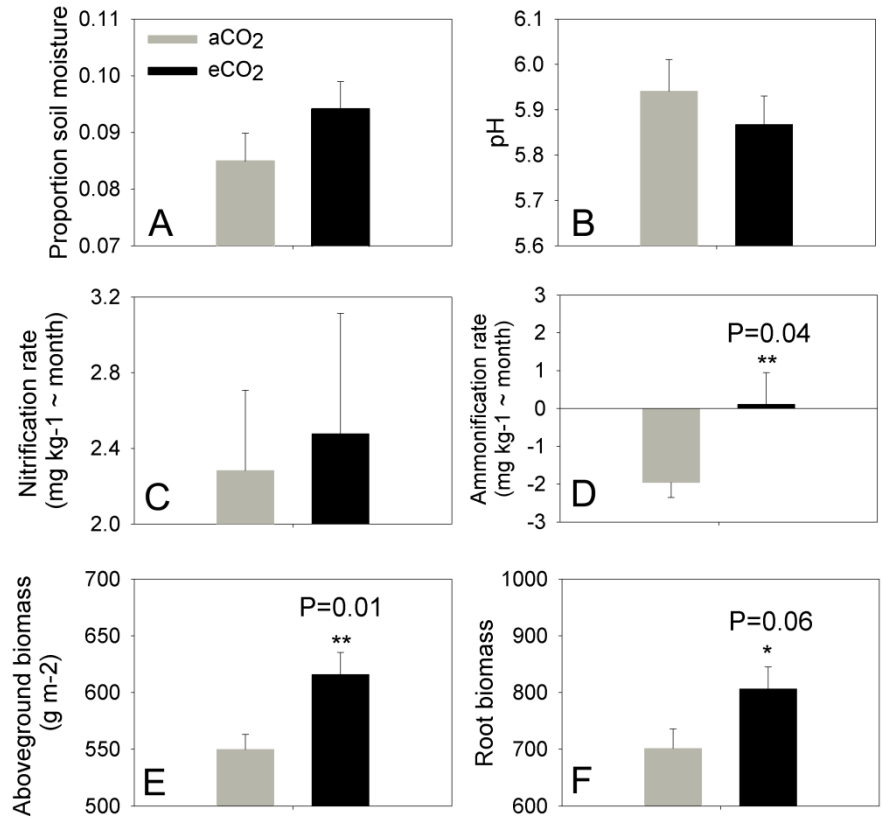 Proportion soil moisture
0.11
0.10
0.09
0.08
0.07
aCO2
eCO2
A
pH
6.1
6.0
5.9
5.8
5.7
5.6
B
Nitrification rate
(mg kg-1 ~ month)
3.2
2.8
2.4
2.0
C
Ammonification rate
(mg kg-1 ~ month)
3
2
1
0
-1
-2
-3
P=0.04
**
D
Aboveground biomass
(g m-2)
700
650
600
550
500
P=0.01
**
E
Root biomass
1000
900
800
700
600
P=0.06
*
F